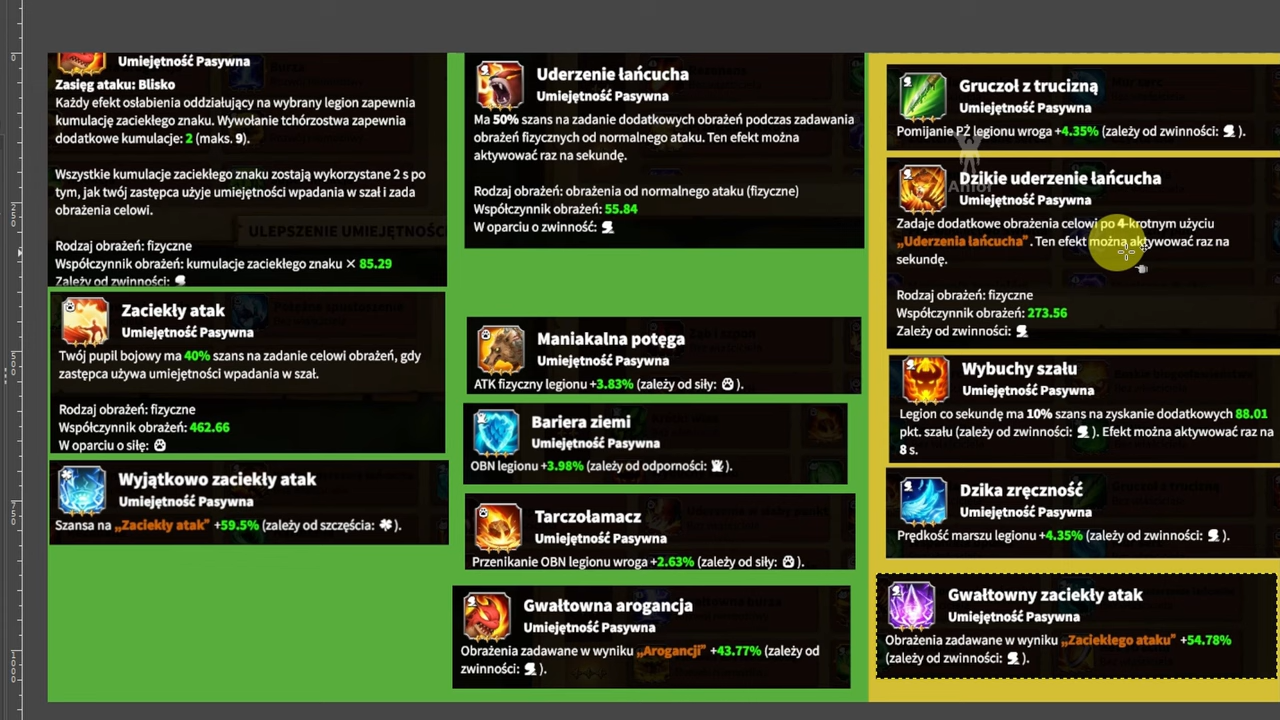 Umiejętność Pasywna
Zasięg ataku: Blisko
Każdy efekt osłabienia oddziałujący na wybrany legion zapewnia
kumulację zaciekłego znaku. Wywołanie tchórzostwa zapewnia
dodatkowe kumulacje: 2 (maks. 9).
Wszystkie kumulacje zaciekłego znaku zostają wykorzystane 2 s po
tym, jak twój zastępca użyje umiejętności wpadania w szał i zada
obrażenia celowi.
ULEPSZENIE UMIEJĘTNOŚC
Rodzaj obrażeń: fizyczne
Współczynnik obrażeń: kumulacje zaciekłego znaku × 85.29
Zależy od zwinności:
Zaciekły atak
Umiejętność Pasywna
Twój pupil bojowy ma 40% szans na zadanie celowi obrażeń, gdy
zastępca używa umiejętności wpadania w szał.
Rodzaj obrażeń: fizyczne
Współczynnik obrażeń: 462.66
W oparciu o siłę:
Wyjątkowo zaciekły atak
Umiejętność Pasywna
Szansa na „Zaciekły atak" +59.5% (zależy od szczęścia: ).
Uderzenie łańcucha
Umiejętność Pasywna
Ma 50% szans na zadanie dodatkowych obrażeń podczas zadawania
obrażeń fizycznych od normalnego ataku. Ten efekt można
aktywować raz na sekundę.
Rodzaj obrażeń: obrażenia od normalnego ataku (fizyczne)
Współczynnik obrażeń: 55.84
W oparciu o zwinność:
Maniakalna potęga
Umiejętność Pasywna
ATK fizyczny legionu +3.83% (zależy od siły: ).
Bariera ziemi
Umiejętność Pasywna
OBN legionu +3.98% (zależy od odporności: ).
Tarczołamacz
Umiejętność Pasywna
Przenikanie OBN legionu wroga +2.63% (zależy od siły: ).
Gwałtowna arogancja
Umiejętność Pasywna
Obrażenia zadawane w wyniku „Arogancji" +43.77% (zależy od
zwinności: ).
Gruczoł z trucizną
Umiejętność Pasywna
Pomijanie PŻ legionu wroga +4.35% (zależy od zwinności: ).
Dzikie uderzenie łańcucha
Umiejętność Pasywna
Zadaje dodatkowe obrażenia celowi po 4-krotnym użyciu
„Uderzenia łańcucha". Ten efekt można aktywować raz na
sekundę.
Rodzaj obrażeń: fizyczne
Współczynnik obrażeń: 273.56
Zależy od zwinności:
Wybuchy szału
Umiejętność Pasywna
Legion co sekundę ma 10% szans na zyskanie dodatkowych 88.01
pkt. szału (zależy od zwinności: ). Efekt można aktywować raz na
8 s.
Dzika zręczność
Umiejętność Pasywna
Prędkość marszu legionu +4.35% (zależy od zwinności: ).
Gwałtowny zaciekły atak
Umiejętność Pasywna
Obrażenia zadawane w wyniku „Zaciekłego ataku" +54.78%
(zależy od zwinności: ).